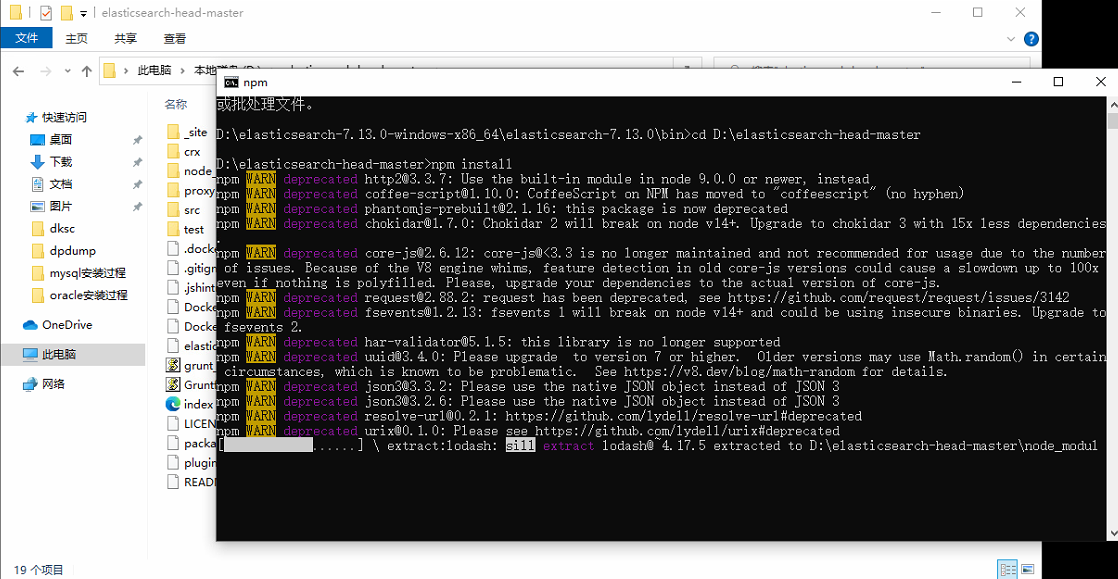 elasticsearch-head-master
文件 主页 共享 查看
此电脑
npm
名称
快速访问
桌面
下载
文档
图片
dksc
dpdump
mysql安装过程
oracle安装过程
OneDrive
此电脑
网络
_site
crx
node_
proxy
src
test
.docke
.gitign
.jshint
Docke
Docke
elastic
grunt_
Grunt
index
LICEN
packa
plugin
READM
或批处理文件。
D:\elasticsearch-7.13.0-windows-x86_64\elasticsearch-7.13.0\bin>cd D:\elasticsearch-head-master
D:\elasticsearch-head-master>npm install
npm WARN deprecated http2@3.3.7: Use the built-in module in node 9.0.0 or newer, instead
npm WARN deprecated coffee-script@1.10.0: CoffeeScript on NPM has moved to "coffeescript" (no hyphen)
npm WARN deprecated phantomjs-prebuilt@2.1.16: this package is now deprecated
npm WARN deprecated chokidar@1.7.0: Chokidar 2 will break on node v14+. Upgrade to chokidar 3 with 15x less dependencies
.
npm WARN deprecated core-js@2.6.12: core-js@<3.3 is no longer maintained and not recommended for usage due to the number
of issues. Because of the V8 engine whims, feature detection in old core-js versions could cause a slowdown up to 100x
even if nothing is polyfilled. Please, upgrade your dependencies to the actual version of core-js.
npm WARN deprecated request@2.88.2: request has been deprecated, see https://github.com/request/request/issues/3142
npm WARN deprecated fsevents@1.2.13: fsevents 1 will break on node v14+ and could be using insecure binaries. Upgrade to
fsevents 2.
npm WARN deprecated har-validator@5.1.5: this library is no longer supported
npm WARN deprecated uuid@3.4.0: Please upgrade  to version 7 or higher.  Older versions may use Math.random() in certain
circumstances, which is known to be problematic.  See https://v8.dev/blog/math-random for details.
npm WARN deprecated json3@3.3.2: Please use the native JSON object instead of JSON 3
npm WARN deprecated json3@3.2.6: Please use the native JSON object instead of JSON 3
npm WARN deprecated resolve-url@0.2.1: https://github.com/lydell/resolve-url#deprecated
npm WARN deprecated urix@0.1.0: Please see https://github.com/lydell/urix#deprecated
[ ......] \ extract:lodash: sill extract lodash@^4.17.5 extracted to D:\elasticsearch-head-master\node_modul
19 个项目